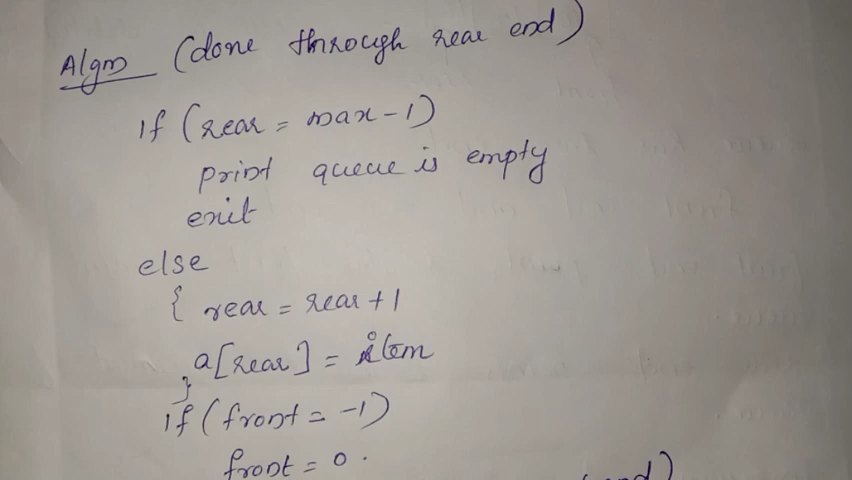 Algm (done through rear end)
If (rear = max - 1)
print queue is empty
exit
else
{ rear = rear + 1
a[rear] = item
}
if (front = -1)
front = 0.
end)